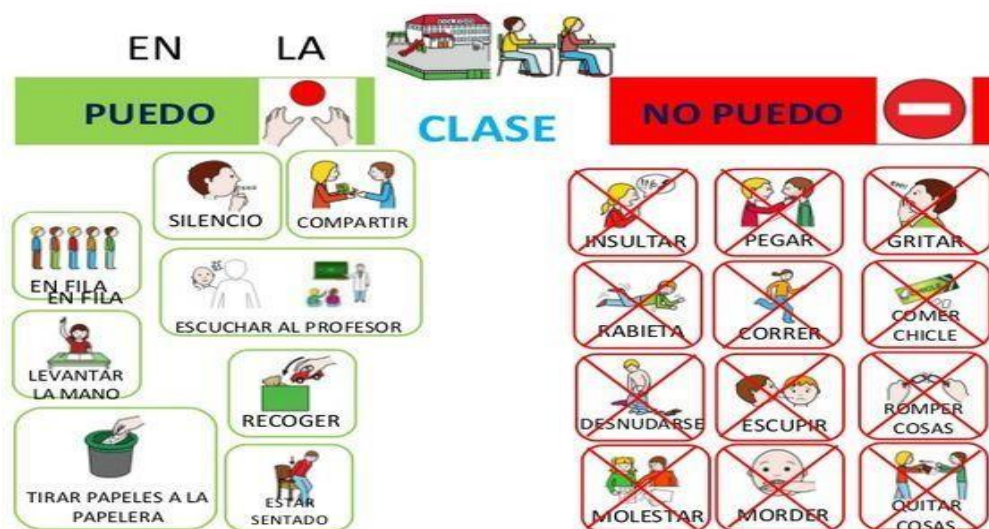 EN LA
COLEGIO
PUEDO
CLASE
NO PUEDO
SILENCIO
COMPARTIR
EN FILA
EN FILA
ESCUCHAR AL PROFESOR
LEVANTAR
LA MANO
RECOGER
TIRAR PAPELES A LA
PAPELERA
ESTAR
SENTADO
INSULTAR
PEGAR
GRITAR
RABIETA
CORRER
COMER
CHICLE
DESNUDARSE
ESCUPIR
ROMPER
COSAS
MOLESTAR
MORDER
QUITAR
COSAS